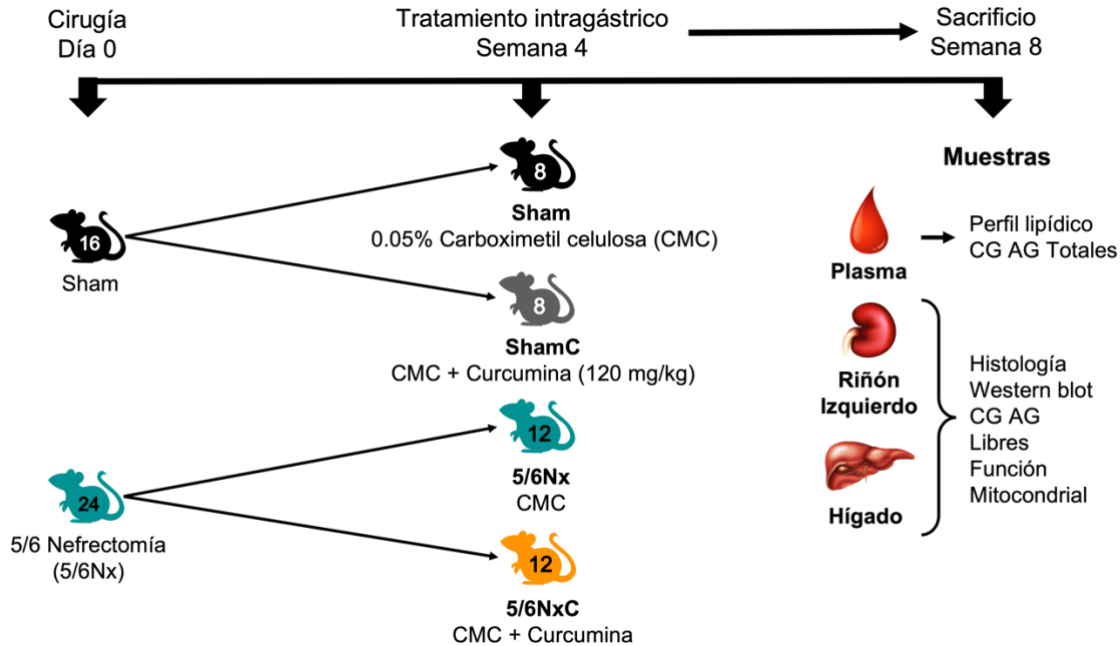 Cirugía
Día 0
Tratamiento intragástrico
Semana 4
Sacrificio
Semana 8
16
Sham
8
Sham
0.05% Carboximetil celulosa (CMC)
8
ShamC
CMC + Curcumina (120 mg/kg)
24
5/6 Nefrectomía
(5/6Nx)
12
5/6Nx
CMC
12
5/6NxC
CMC + Curcumina
Muestras
Plasma
Perfil lipídico
CG AG Totales
Riñón
Izquierdo
Hígado
Histología
Western blot
CG AG
Libres
Función
Mitocondrial